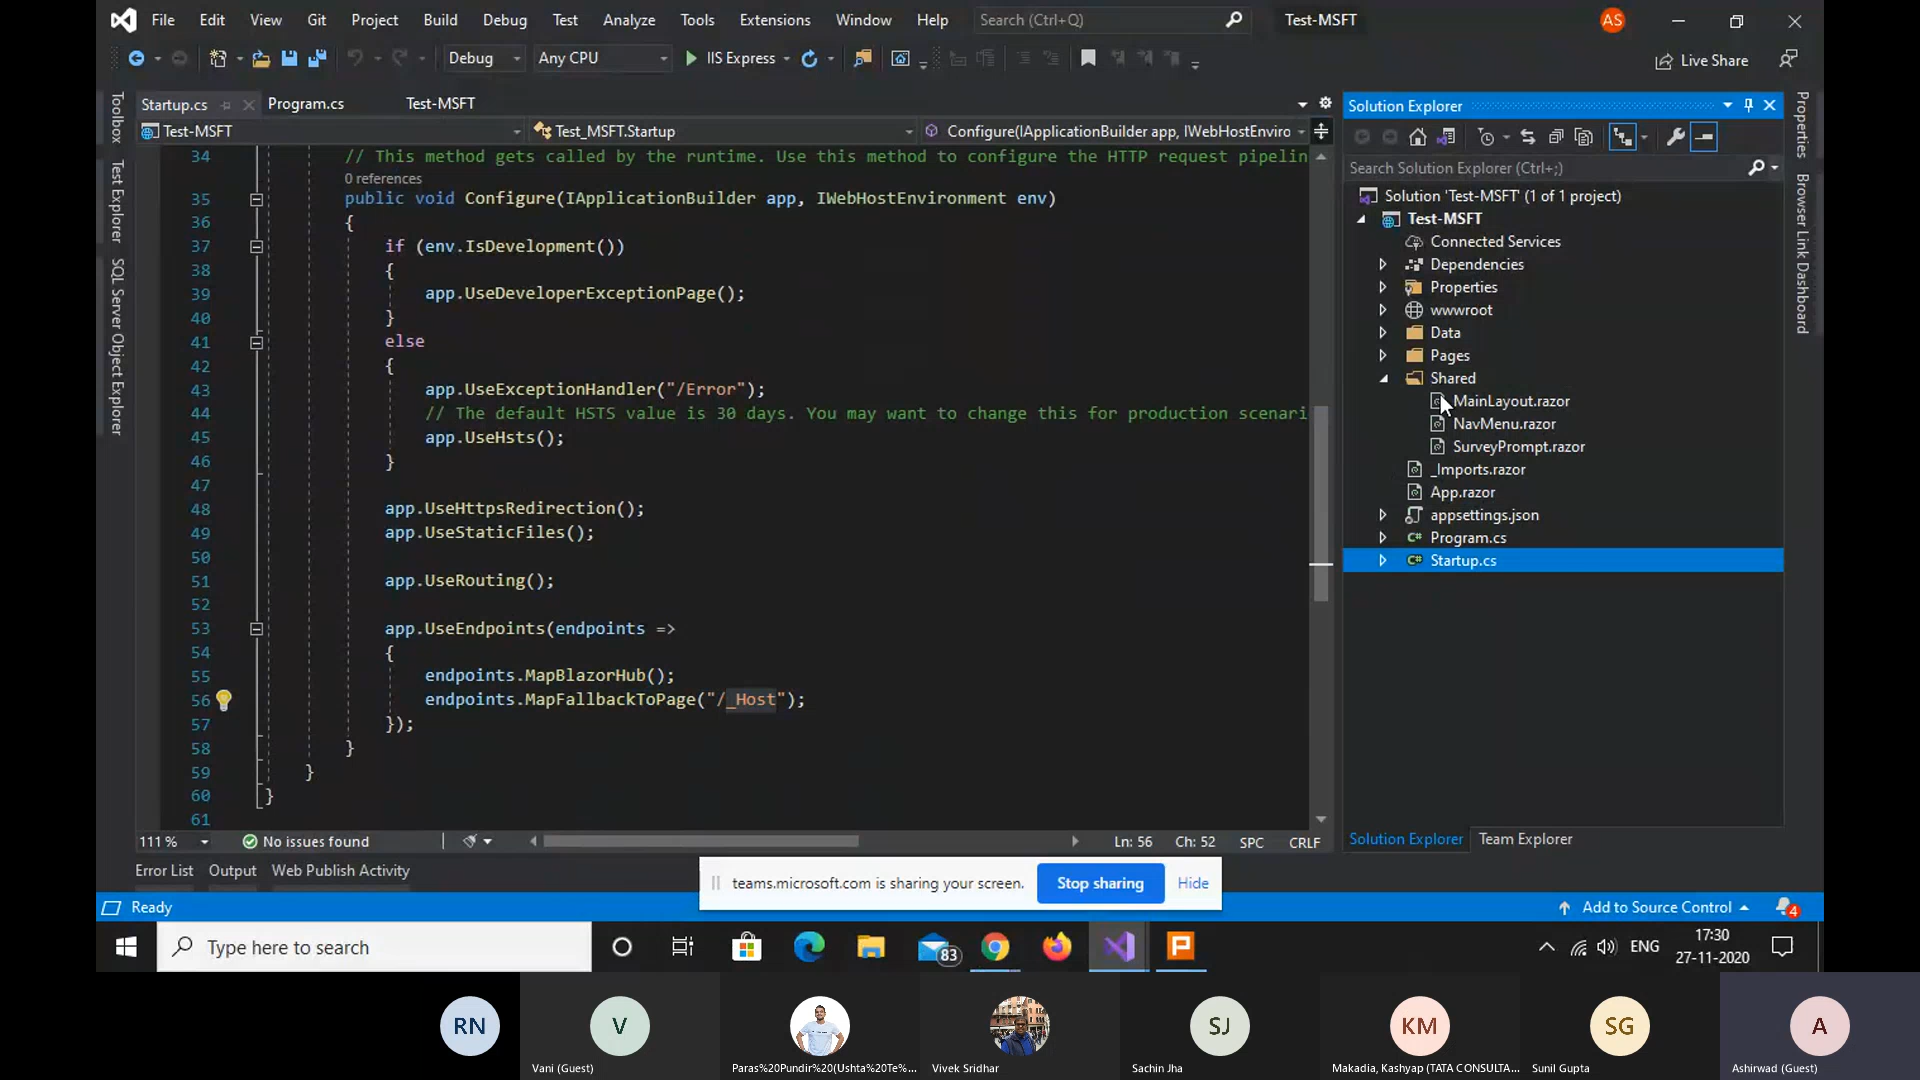 File Edit View Git Project Build Debug Test Analyze Tools Extensions Window Help Search (Ctrl+Q) Test-MSFT AS
Debug Any CPU IIS Express Live Share
Startup.cs Program.cs Test-MSFT
Test-MSFT Test_MSFT.Startup Configure(IApplicationBuilder app, IWebHostEnviro
Toolbox
Test Explorer
SQL Server Object Explorer
34 // This method gets called by the runtime. Use this method to configure the HTTP request pipelin
0 references
35 public void Configure(IApplicationBuilder app, IWebHostEnvironment env)
36 {
37 if (env.IsDevelopment())
38 {
39 app.UseDeveloperExceptionPage();
40 }
41 else
42 {
43 app.UseExceptionHandler("/Error");
44 // The default HSTS value is 30 days. You may want to change this for production scenari
45 app.UseHsts();
46 }
47
48 app.UseHttpsRedirection();
49 app.UseStaticFiles();
50
51 app.UseRouting();
52
53 app.UseEndpoints(endpoints =>
54 {
55 endpoints.MapBlazorHub();
56 endpoints.MapFallbackToPage("/_Host");
57 });
58 }
59 }
60 }
61
111 % No issues found Ln: 56 Ch: 52 SPC CRLF
Error List Output Web Publish Activity
Solution Explorer
Search Solution Explorer (Ctrl+;)
Solution 'Test-MSFT' (1 of 1 project)
Test-MSFT
Connected Services
Dependencies
Properties
wwwroot
Data
Pages
Shared
MainLayout.razor
NavMenu.razor
SurveyPrompt.razor
_Imports.razor
App.razor
appsettings.json
Program.cs
Startup.cs
Solution Explorer Team Explorer
Properties
Browser Link Dashboard
teams.microsoft.com is sharing your screen. Stop sharing Hide
Ready Add to Source Control 4
Type here to search 83 ENG 17:30
27-11-2020
RN V SJ KM SG A
Vani (Guest) Paras%20Pundir%20(Ushta%20Te%... Vivek Sridhar Sachin Jha Makadia, Kashyap (TATA CONSULTA... Sunil Gupta Ashirwad (Guest)